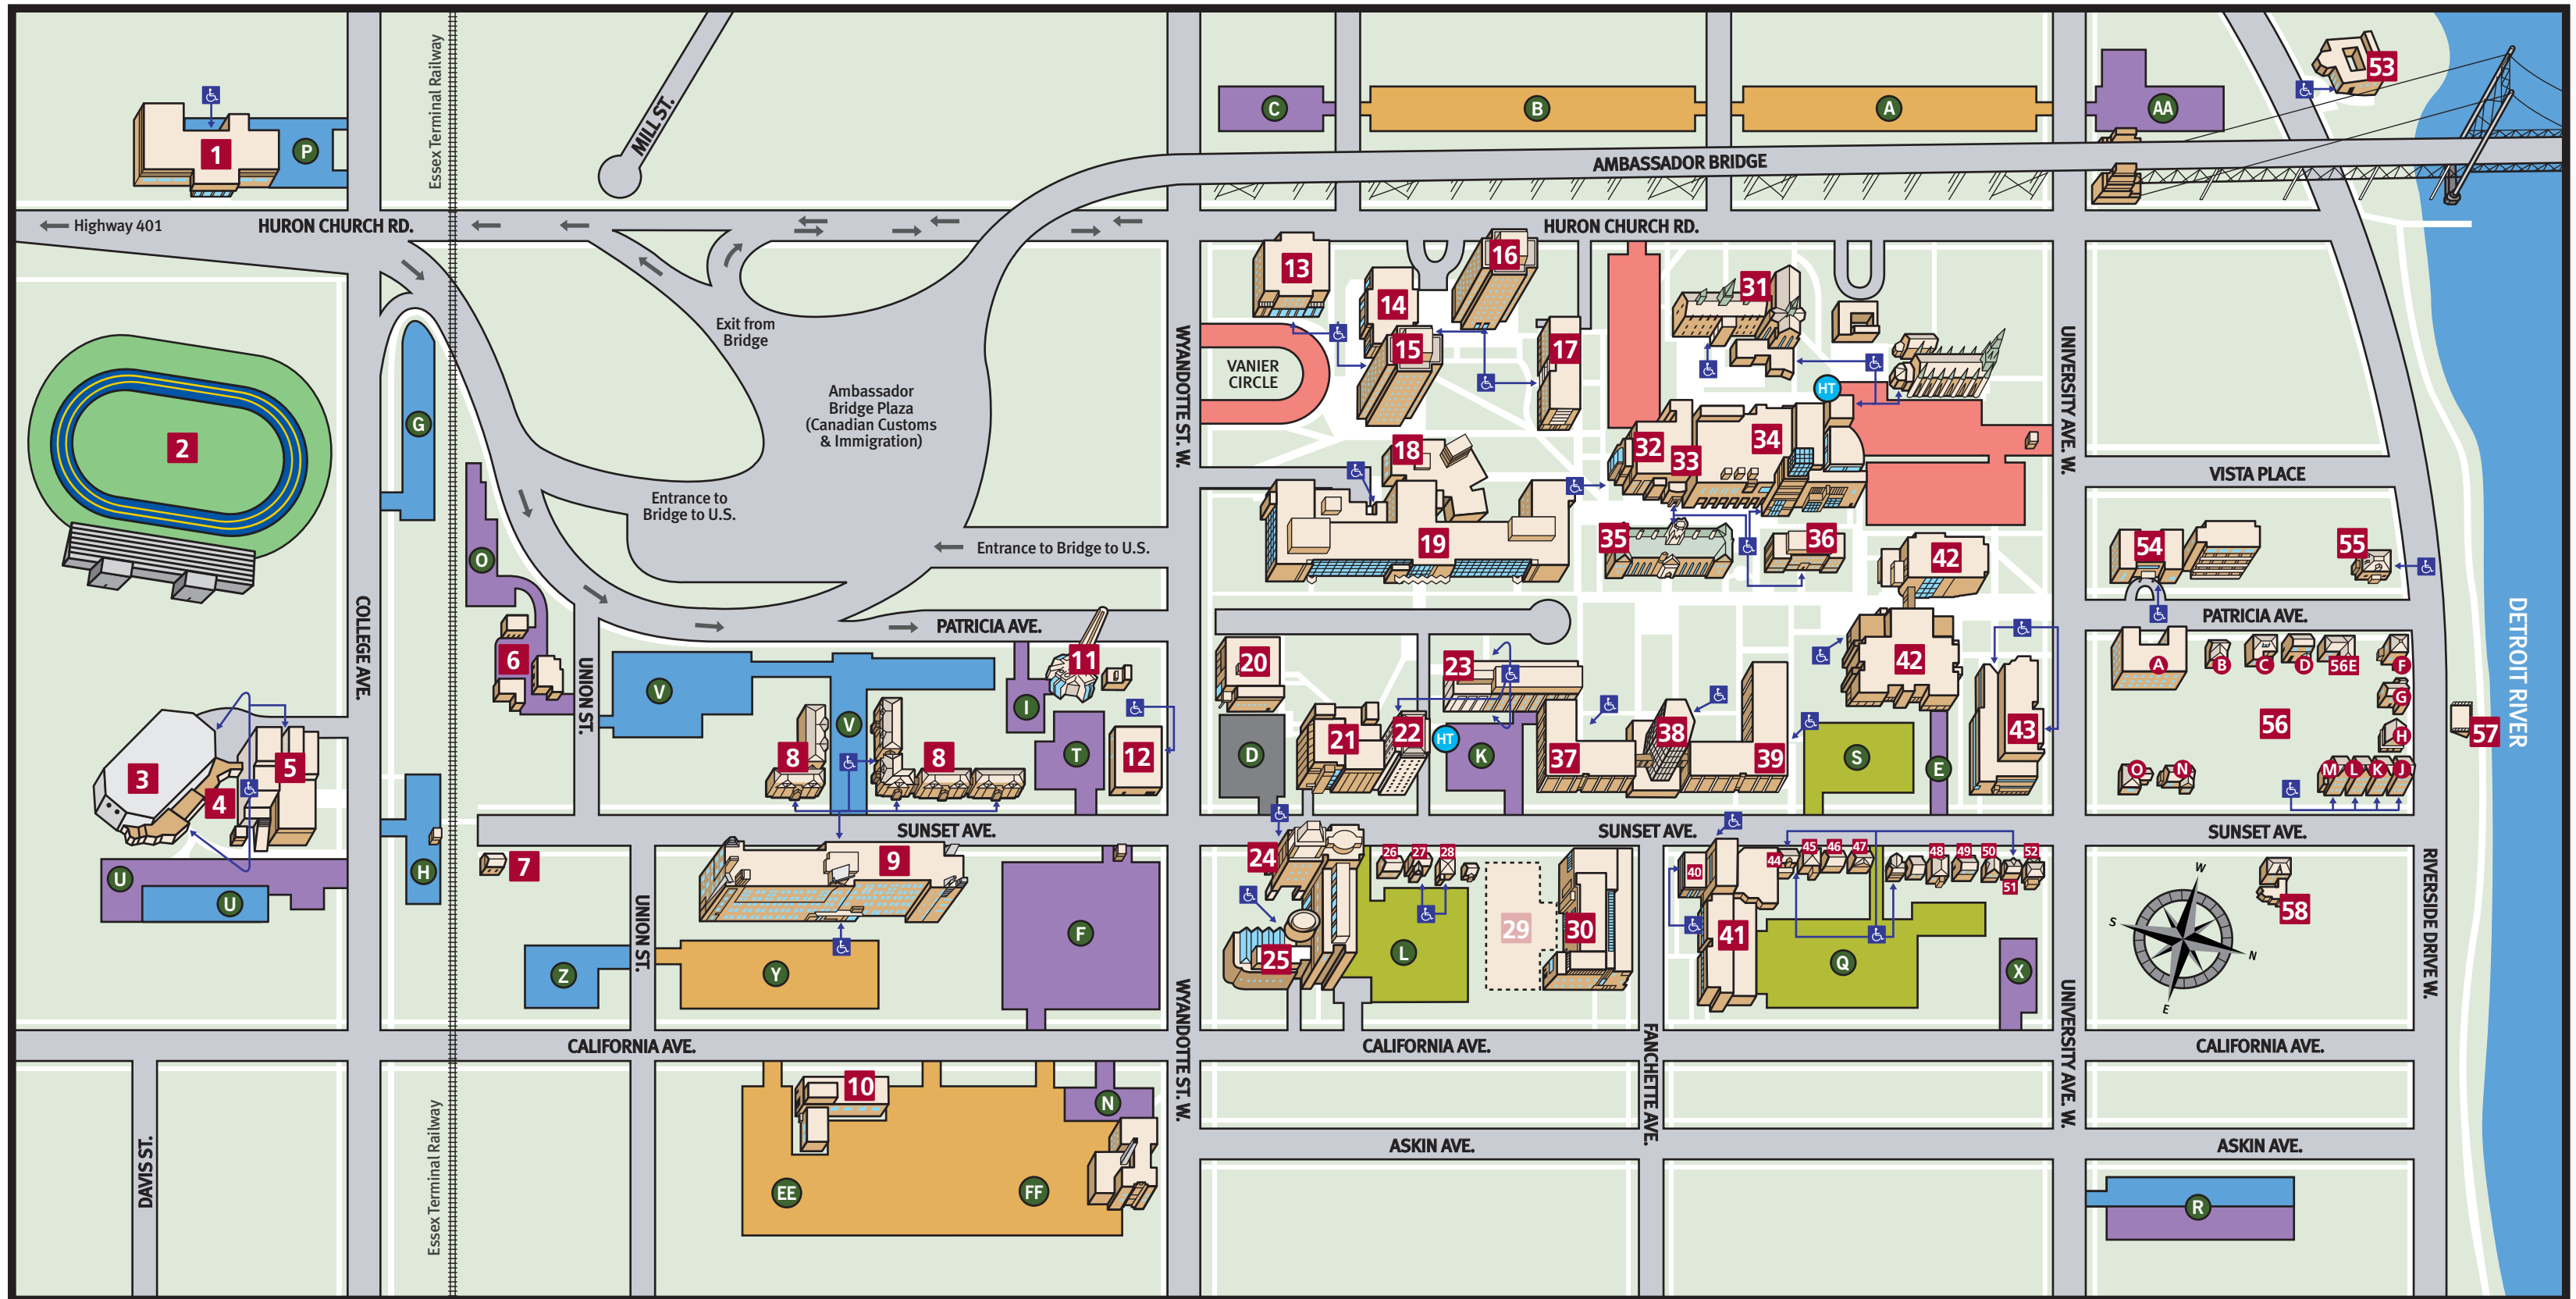 Essex Terminal Railway
MILL ST.
C
B
A
AA
53
1
P
AMBASSADOR BRIDGE
Highway 401
HURON CHURCH RD.
HURON CHURCH RD.
13
14
15
16
17
31
Exit from
Bridge
VANIER
CIRCLE
WYANDOTTE ST. W.
UNIVERSITY AVE. W.
HT
2
G
Ambassador
Bridge Plaza
(Canadian Customs
& Immigration)
18
32
33
34
VISTA PLACE
Entrance to
Bridge to U.S.
Entrance to Bridge to U.S.
O
19
35
36
42
54
55
COLLEGE AVE.
PATRICIA AVE.
PATRICIA AVE.
DETROIT RIVER
6
UNION ST.
V
11
I
20
23
42
43
A
B
C
D
56E
F
G
H
56
57
3
4
5
8
V
8
T
12
D
21
22
HT
K
37
38
39
S
E
O
N
M
L
K
J
SUNSET AVE.
SUNSET AVE.
SUNSET AVE.
U
U
H
7
9
24
26
27
28
40
44
45
46
47
48
49
50
51
52
58
RIVERSIDE DRIVE W.
W
S
N
E
UNION ST.
Z
Y
F
25
L
29
30
41
Q
X
WYANDOTTE ST. W.
FANCHETTE AVE.
UNIVERSITY AVE. W.
CALIFORNIA AVE.
CALIFORNIA AVE.
CALIFORNIA AVE.
DAVIS ST.
Essex Terminal Railway
10
N
EE
FF
ASKIN AVE.
ASKIN AVE.
R